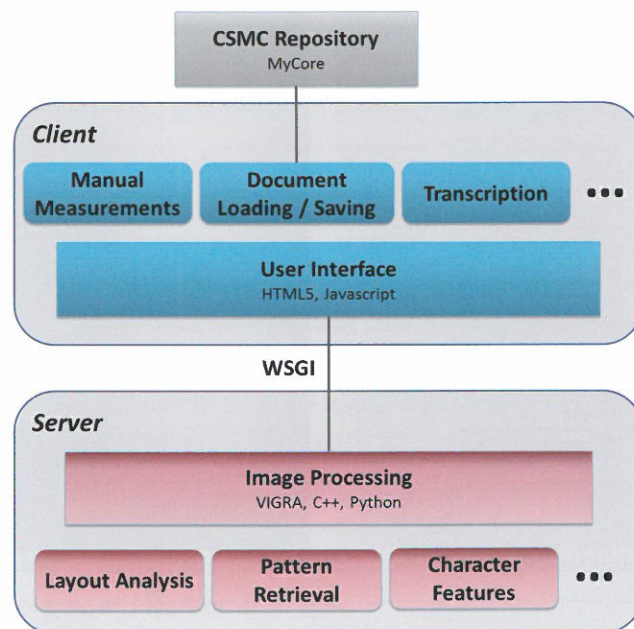 CSMC Repository
MyCore
Client
Manual
Measurements
Document
Loading / Saving
Transcription
...
User Interface
HTML5, Javascript
WSGI
Server
Image Processing
VIGRA, C++, Python
Layout Analysis
Pattern
Retrieval
Character
Features
...